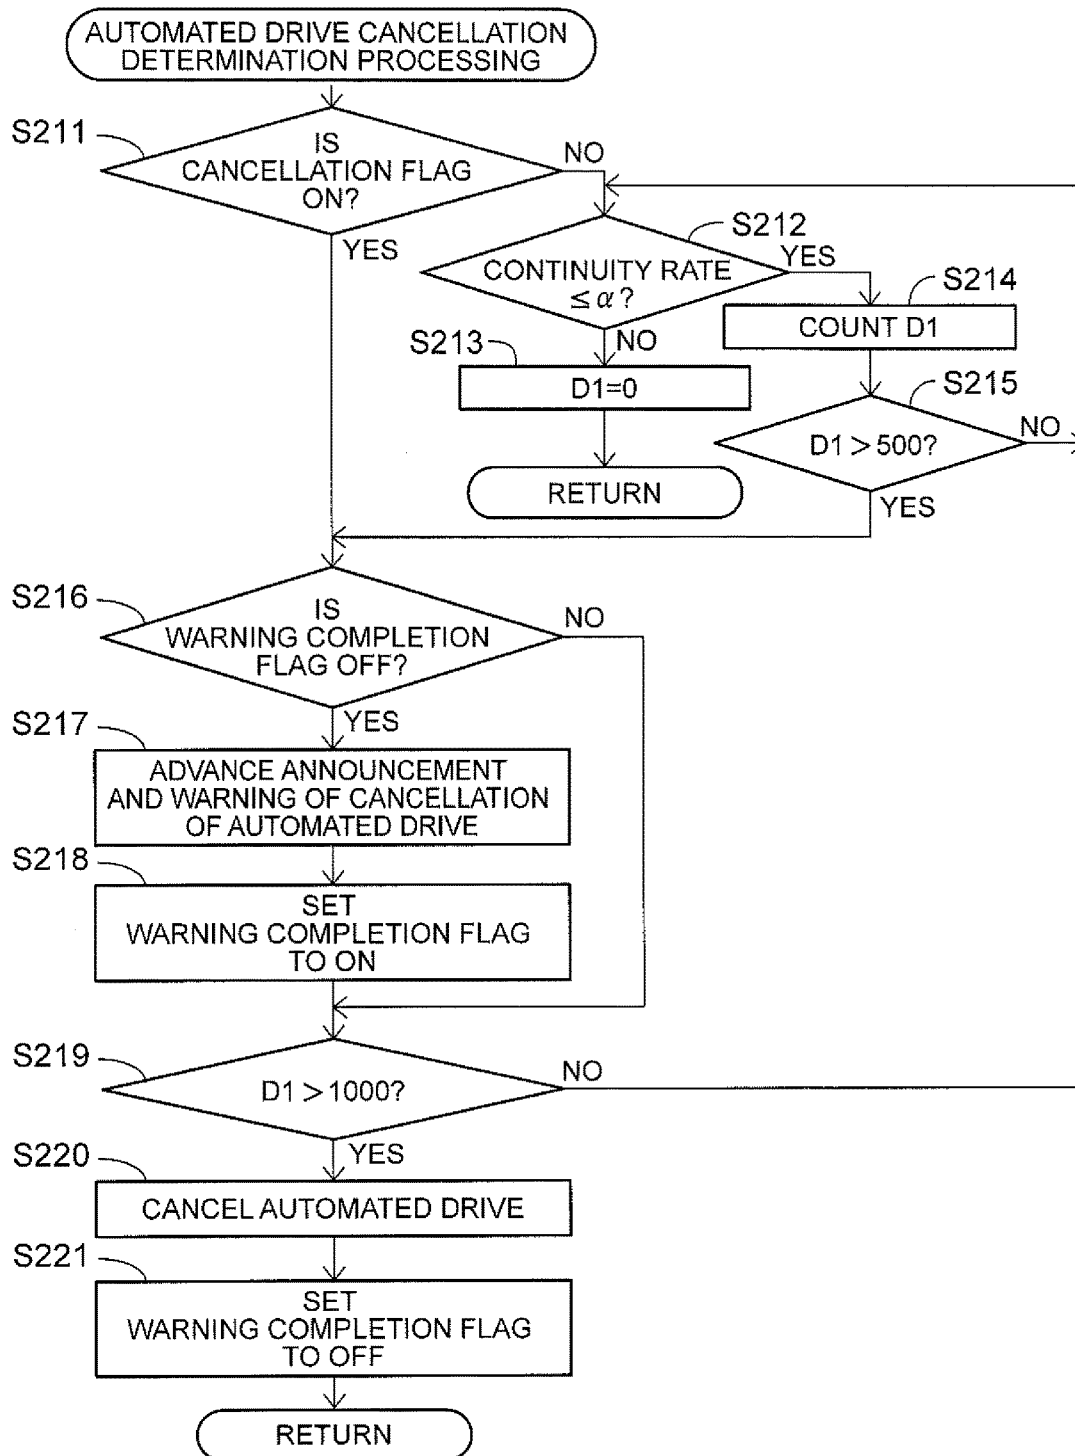 AUTOMATED DRIVE CANCELLATION
DETERMINATION PROCESSING
S211
IS
CANCELLATION FLAG
ON?
NO
YES
S212
CONTINUITY RATE
≤ α ?
YES
NO
S213
D1=0
RETURN
S214
COUNT D1
S215
D1 > 500?
NO
YES
S216
IS
WARNING COMPLETION
FLAG OFF?
NO
YES
S217
ADVANCE ANNOUNCEMENT
AND WARNING OF CANCELLATION
OF AUTOMATED DRIVE
S218
SET
WARNING COMPLETION FLAG
TO ON
S219
D1 > 1000?
NO
YES
S220
CANCEL AUTOMATED DRIVE
S221
SET
WARNING COMPLETION FLAG
TO OFF
RETURN